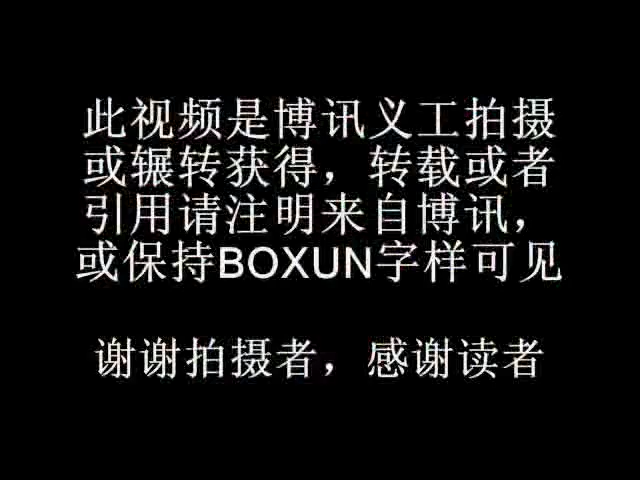 此视频是博讯义工拍摄
或辗转获得，转载或者
引用请注明来自博讯，
或保持BOXUN字样可见
谢谢拍摄者，感谢读者